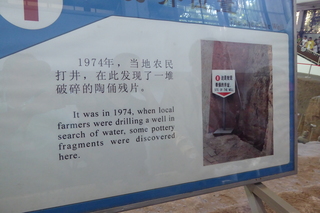 1974年，当地农民
打井，在此发现了一堆
破碎的陶俑残片。
It was in 1974, when local
farmers were drilling a well in
search of water, some pottery
fragments were discovered
here.